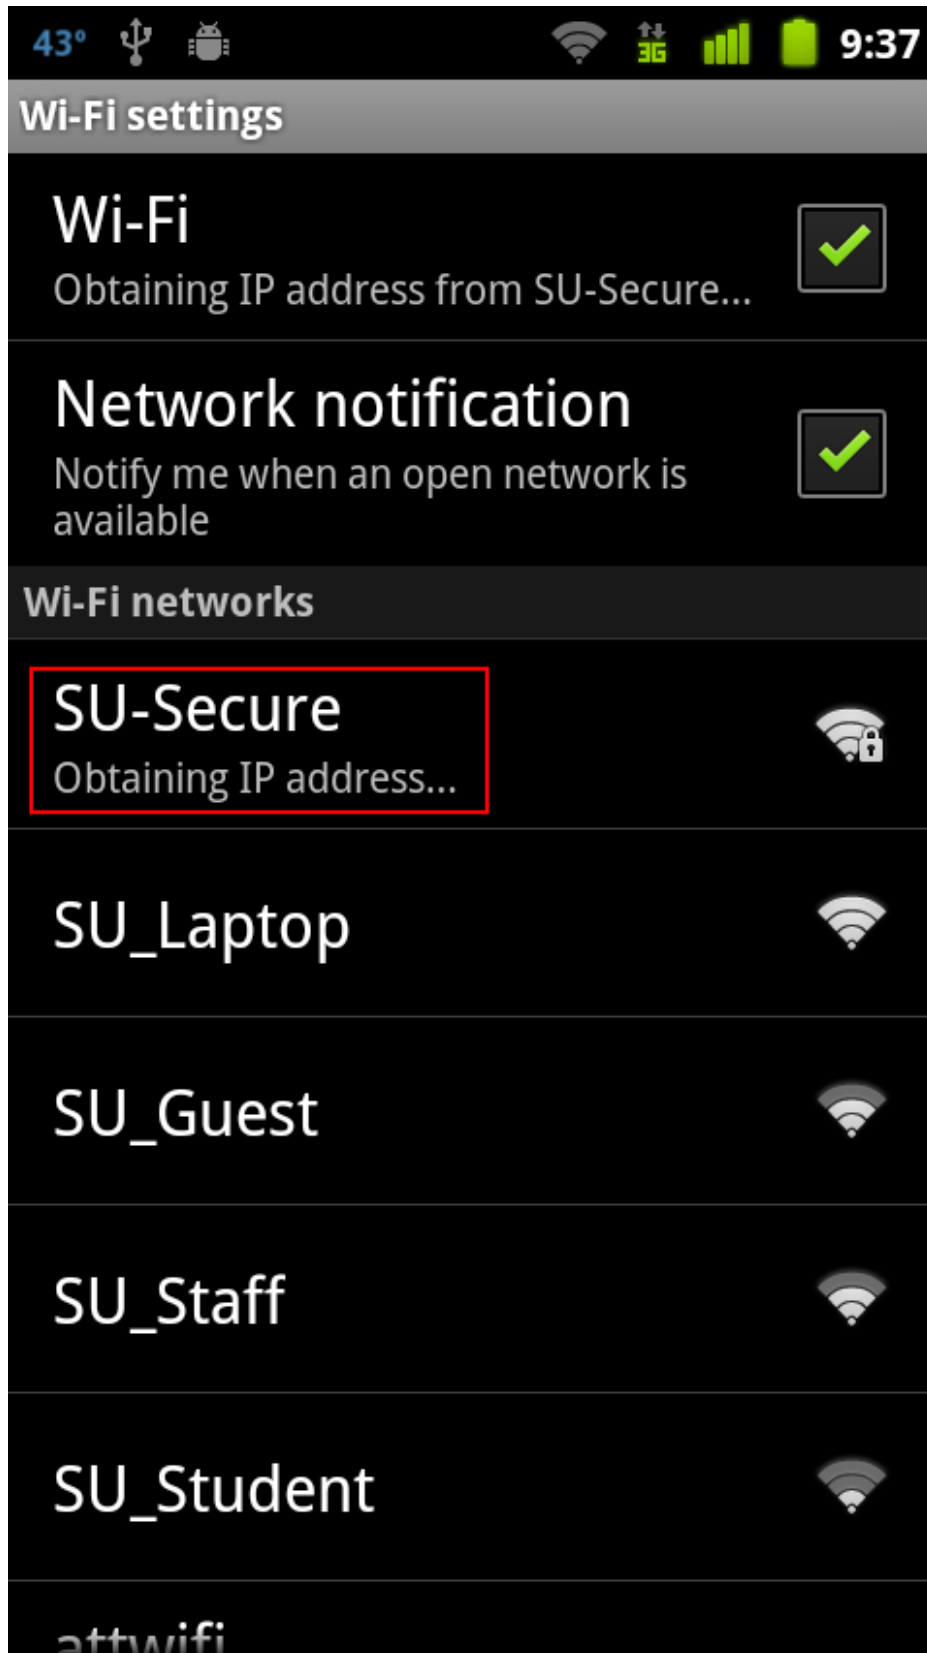 43° 3G 9:37
Wi-Fi settings
Wi-Fi
Obtaining IP address from SU-Secure...
Network notification
Notify me when an open network is
available
Wi-Fi networks
SU-Secure
Obtaining IP address...
SU_Laptop
SU_Guest
SU_Staff
SU_Student
attwifi